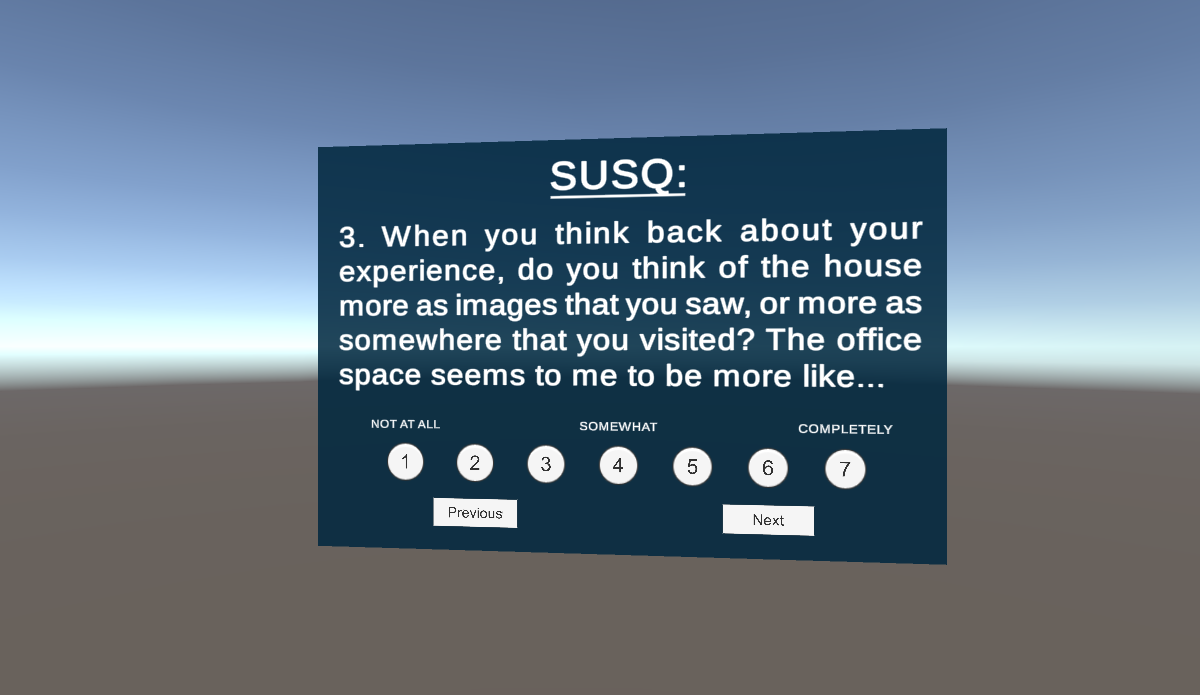 SUSQ:
3. When you think back about your
experience, do you think of the house
more as images that you saw, or more as
somewhere that you visited? The office
space seems to me to be more like...
NOT AT ALL SOMEWHAT COMPLETELY
1 2 3 4 5 6 7
Previous Next